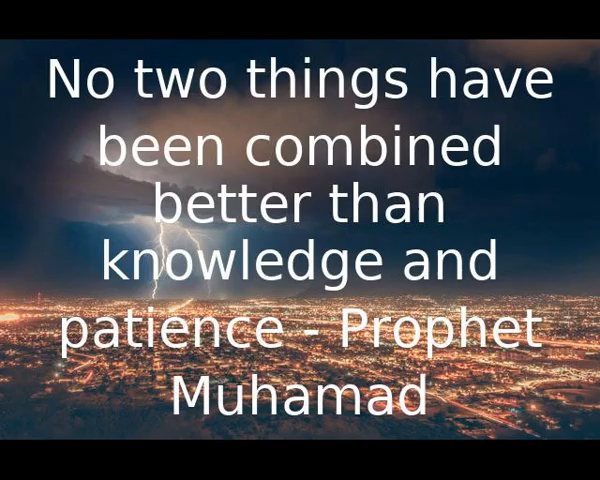 No two things have
been combined
better than
knowledge and
patience - Prophet
Muhamad